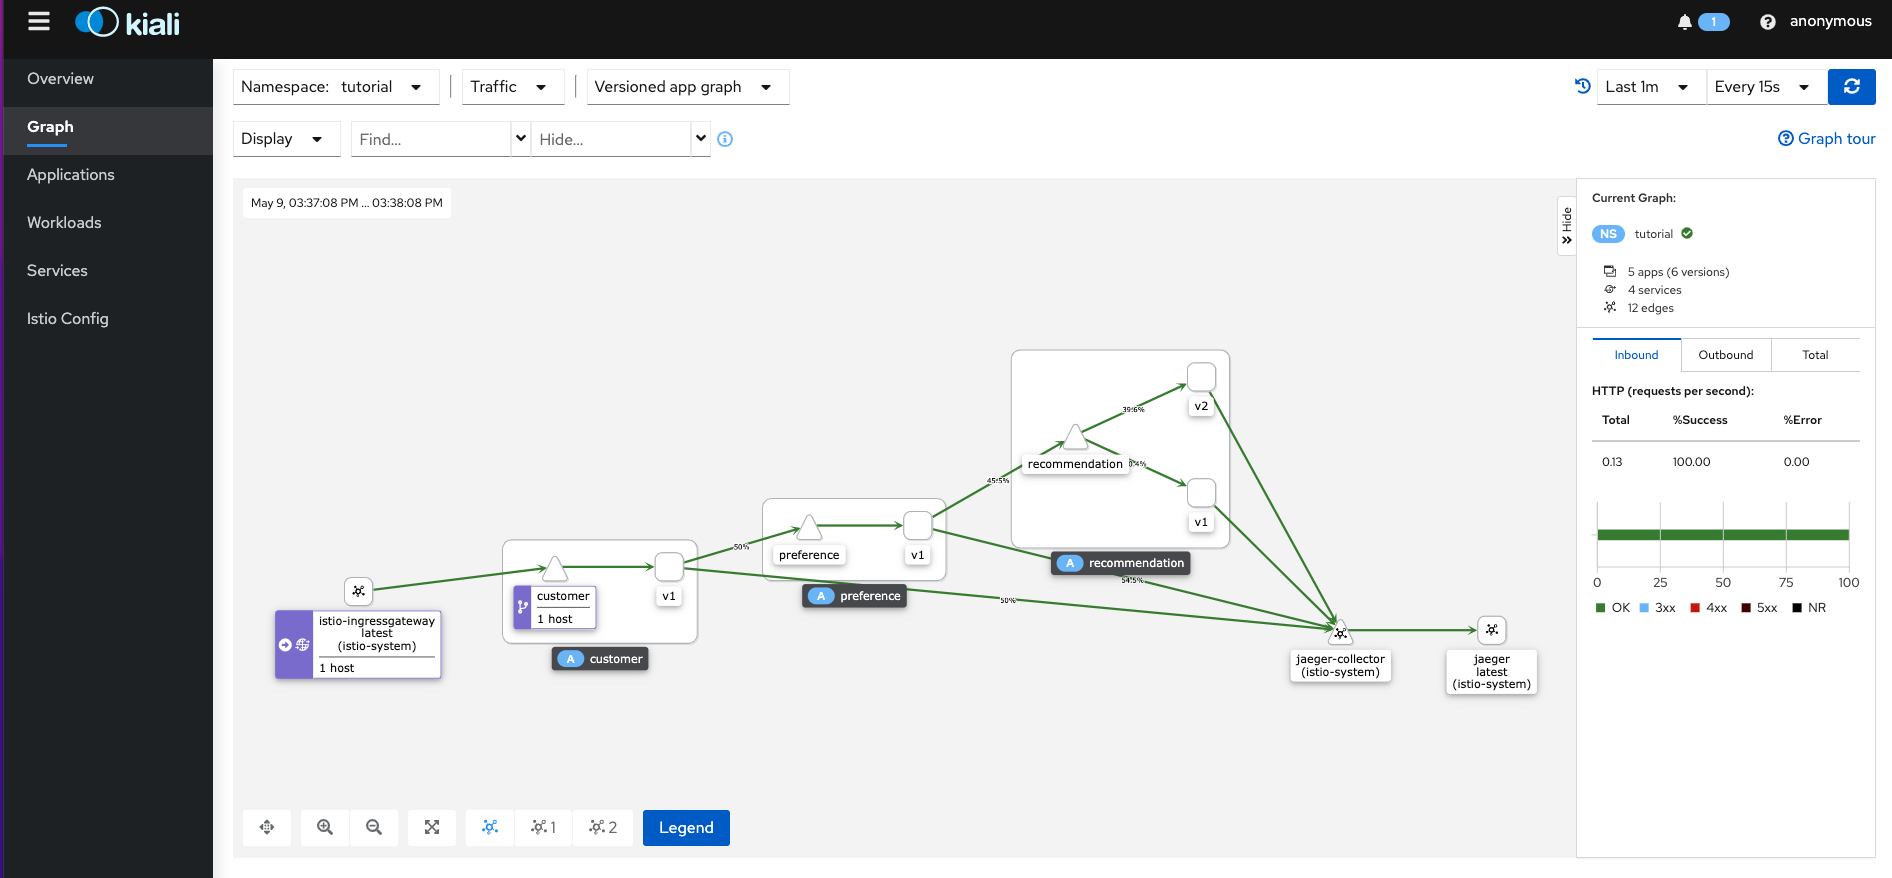 kiali
1
anonymous
Overview
Graph
Applications
Workloads
Services
Istio Config
Namespace: tutorial
Traffic
Versioned app graph
Last 1m
Every 15s
Display
Find...
Hide...
Graph tour
May 9, 03:37:08 PM ... 03:38:08 PM
Hide
Current Graph:
NS tutorial
5 apps (6 versions)
4 services
12 edges
Inbound Outbound Total
HTTP (requests per second):
Total %Success %Error
0.13 100.00 0.00
0 25 50 75 100
OK 3xx 4xx 5xx NR
39.6%
v2
recommendation
45.5%
v1
A recommendation
54.5%
50%
preference
v1
A preference
50%
customer
1 host
v1
A customer
istio-ingressgateway
latest
(istio-system)
1 host
jaeger-collector
(istio-system)
jaeger
latest
(istio-system)
1
2
Legend